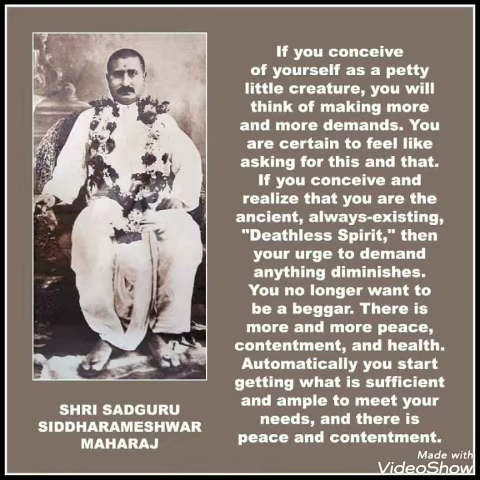 If you conceive
of yourself as a petty
little creature, you will
think of making more
and more demands. You
are certain to feel like
asking for this and that.
If you conceive and
realize that you are the
ancient, always-existing,
"Deathless Spirit," then
your urge to demand
anything diminishes.
You no longer want to
be a beggar. There is
more and more peace,
contentment, and health.
Automatically you start
getting what is sufficient
and ample to meet your
needs, and there is
peace and contentment.
SHRI SADGURU
SIDDHARAMESHWAR
MAHARAJ
Made with
VideoShow